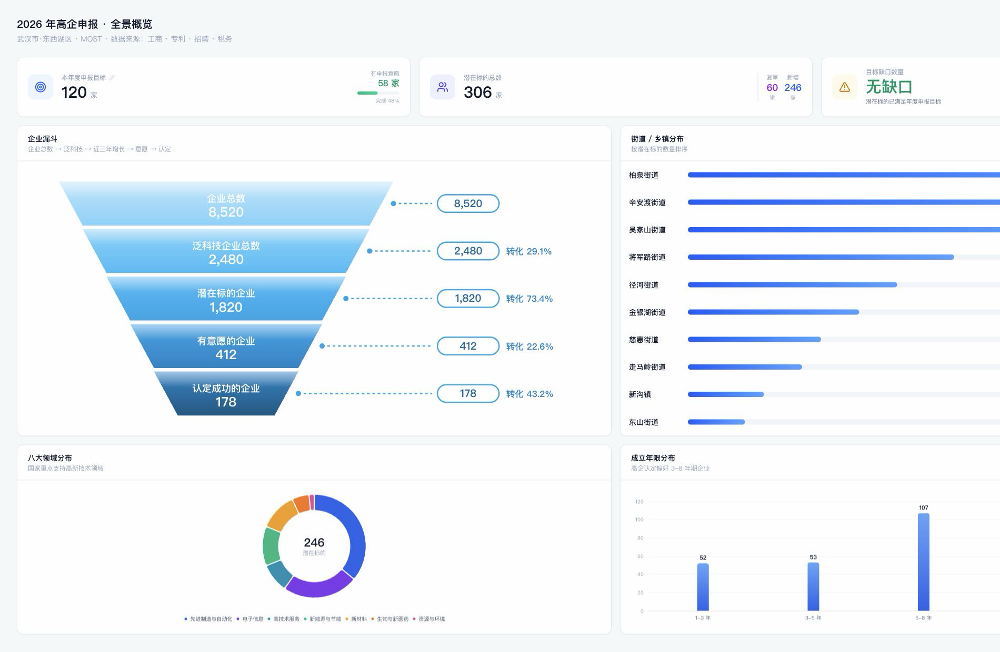 2026 年高企申报 · 全景概览
武汉市·东西湖区 · MOST · 数据来源：工商 · 专利 · 招聘 · 税务
本年度申报目标
120 家
有申报意愿
58 家
完成 48%
潜在标的总数
306 家
复审
60
家
新增
246
家
目标缺口数量
无缺口
潜在标的已满足年度申报目标
企业漏斗
企业总数 → 泛科技 → 近三年增长 → 意愿 → 认定
企业总数
8,520
8,520
泛科技企业总数
2,480
2,480 转化 29.1%
潜在标的企业
1,820
1,820 转化 73.4%
有意愿的企业
412
412 转化 22.6%
认定成功的企业
178
178 转化 43.2%
街道 / 乡镇分布
按潜在标的数量排序
柏泉街道
辛安渡街道
吴家山街道
将军路街道
径河街道
金银湖街道
慈惠街道
走马岭街道
新沟镇
东山街道
八大领域分布
国家重点支持高新技术领域
246
潜在标的
先进制造与自动化 电子信息 高技术服务 新能源与节能 新材料 生物与新医药 资源与环境
成立年限分布
高企认定偏好 3-8 年期企业
120
100
80
60
40
20
0
52
53
107
1-3 年
3-5 年
5-8 年